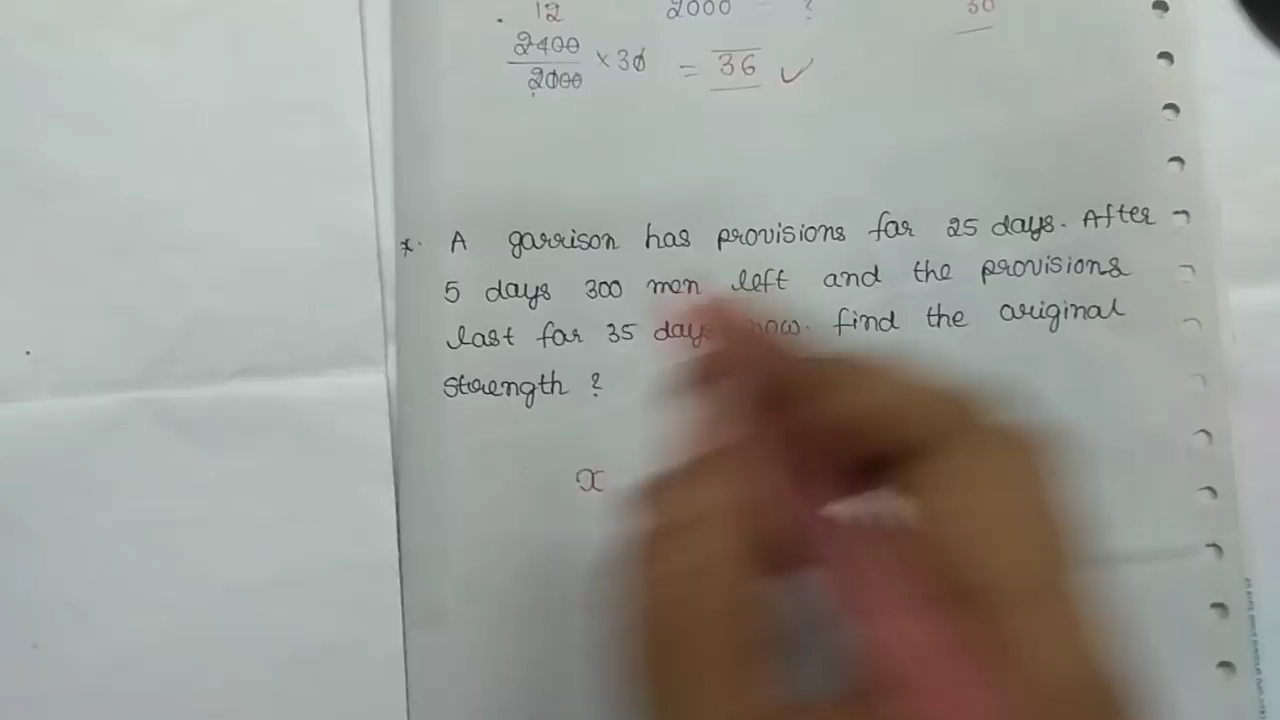 . 12 2000 ? 30
2400
× 30 = 36 ✓
2000
*. A garrison has provisions for 25 days. After
5 days 300 men left and the provisions
last for 35 days now. find the original
strength ?
x